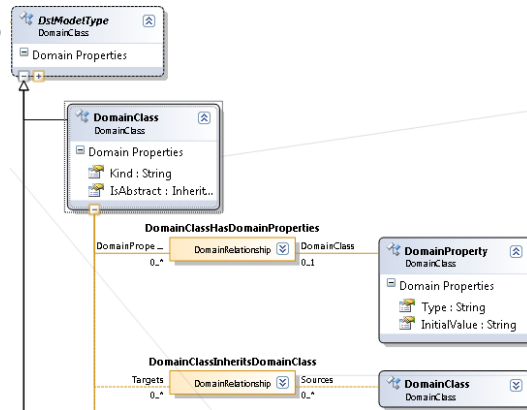 DstModelType
DomainClass
Domain Properties
DomainClass
DomainClass
Domain Properties
Kind : String
IsAbstract : Inherit...
DomainClassHasDomainProperties
DomainPrope ... DomainRelationship DomainClass
0..* 0..1
DomainProperty
DomainClass
Domain Properties
Type : String
InitialValue : String
DomainClassInheritsDomainClass
Targets DomainRelationship Sources
0..* 0..*
DomainClass
DomainClass